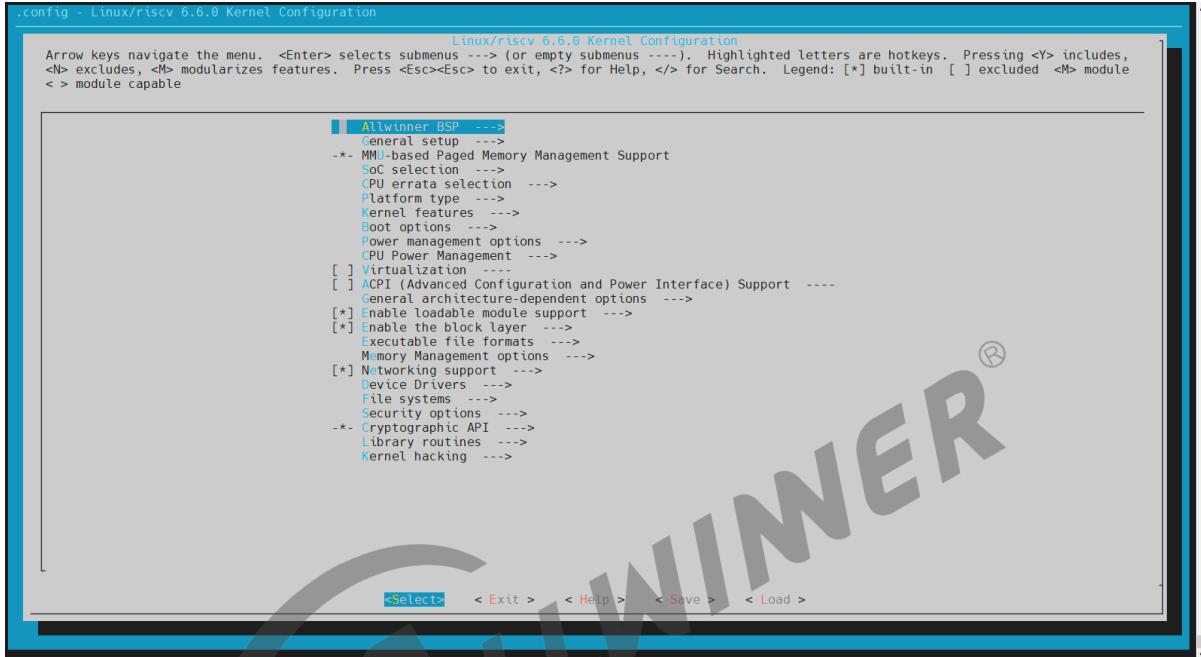 .config - Linux/riscv 6.6.0 Kernel Configuration
Linux/riscv 6.6.0 Kernel Configuration
Arrow keys navigate the menu.  <Enter> selects submenus ---> (or empty submenus ----).  Highlighted letters are hotkeys.  Pressing <Y> includes,
<N> excludes, <M> modularizes features.  Press <Esc><Esc> to exit, <?> for Help, </> for Search.  Legend: [*] built-in  [ ] excluded  <M> module
< > module capable
Allwinner BSP  --->
General setup  --->
-*- MMU-based Paged Memory Management Support
SoC selection  --->
CPU errata selection  --->
Platform type  --->
Kernel features  --->
Boot options  --->
Power management options  --->
CPU Power Management  --->
[ ] Virtualization  ----
[ ] ACPI (Advanced Configuration and Power Interface) Support  ----
General architecture-dependent options  --->
[*] Enable loadable module support  --->
[*] Enable the block layer  --->
Executable file formats  --->
Memory Management options  --->
[*] Networking support  --->
Device Drivers  --->
File systems  --->
Security options  --->
-*- Cryptographic API  --->
Library routines  --->
Kernel hacking  --->
<Select>    < Exit >    < Help >    < Save >    < Load >
WINNER®